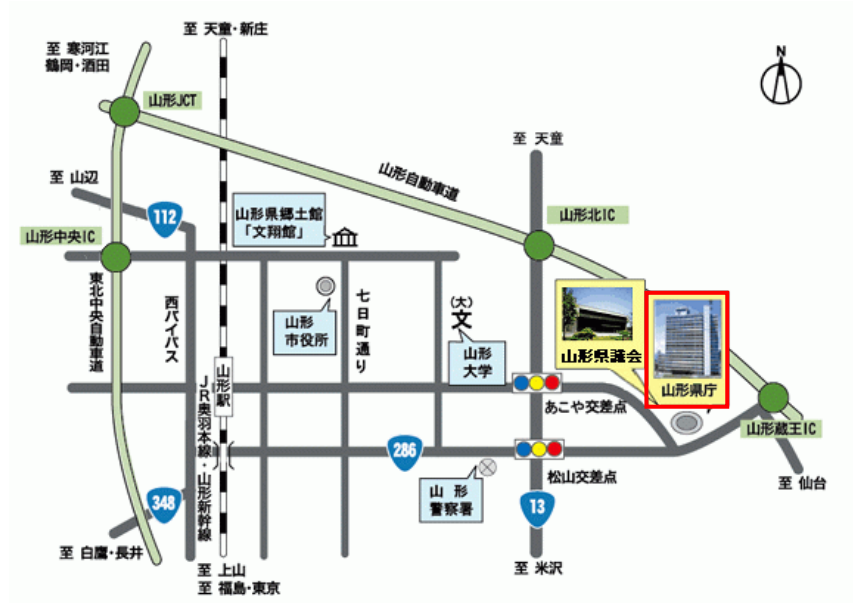 至 天童・新庄
至 寒河江
鶴岡・酒田
N
山形JCT
至 天童
山形自動車道
至 山辺
112
山形県郷土館
「文翔館」
山形北IC
山形中央IC
東北中央自動車道
西バイパス
七日町通り
(大)
文
山形
市役所
山形
大学
山形県議会
山形県庁
山形駅
JR奥羽本線・山形新幹線
あこや交差点
山形蔵王IC
286
松山交差点
至 仙台
山 形
警察署
348
13
至 白鷹・長井
至 上山
至 福島・東京
至 米沢